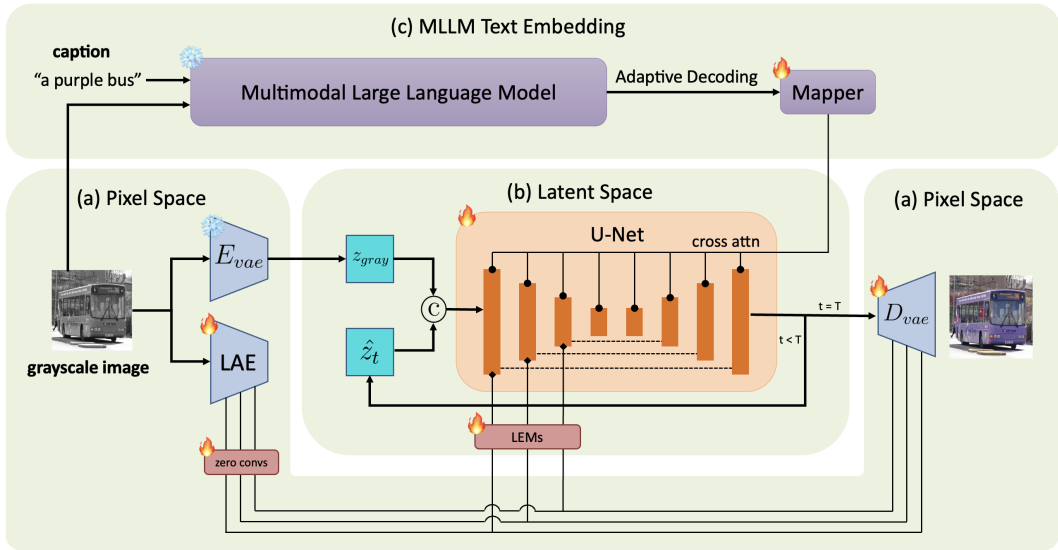 (c) MLLM Text Embedding
caption
“a purple bus”
Multimodal Large Language Model
Adaptive Decoding
Mapper
(a) Pixel Space
(b) Latent Space
(a) Pixel Space
U-Net
cross attn
E_vae
z_gray
C
ẑ_t
t = T
t < T
D_vae
LAE
grayscale image
LEMs
zero convs